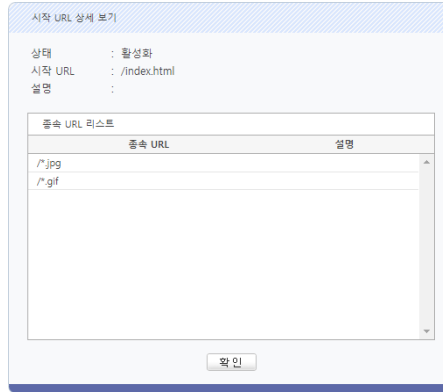 시작 URL 상세 보기
상태 : 활성화
시작 URL : /index.html
설명 :
종속 URL 리스트
종속 URL 설명
/*.jpg
/*.gif
확인